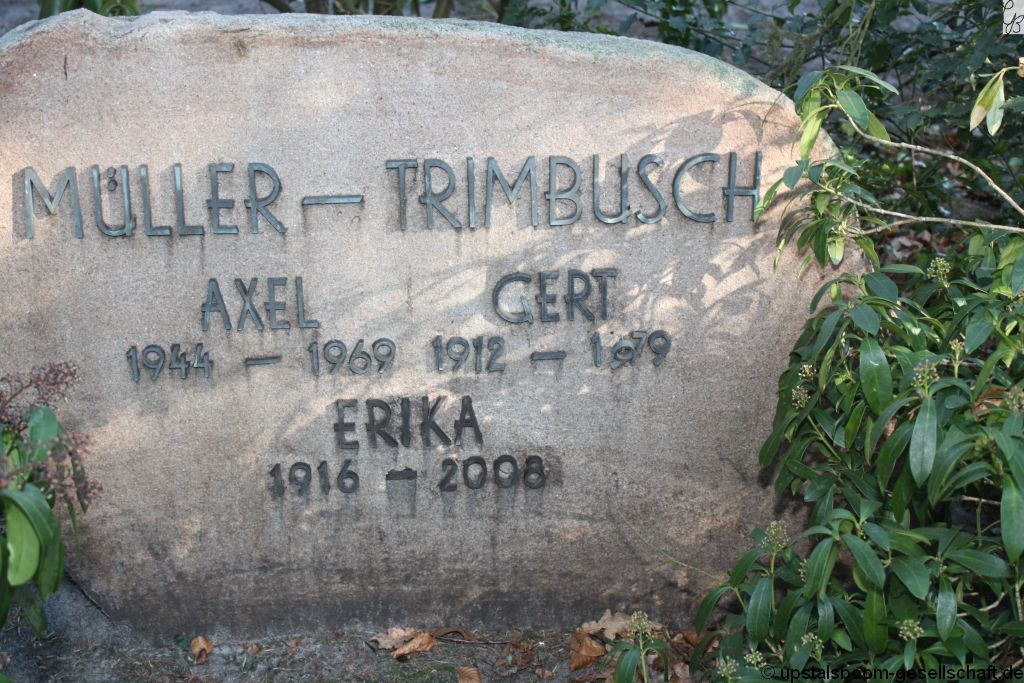 MÜLLER – TRIMBUSCH
AXEL GERT
1944 – 1969 1912 – 1979
ERIKA
1916 – 2008
© upstalsboom-gesellschaft.de